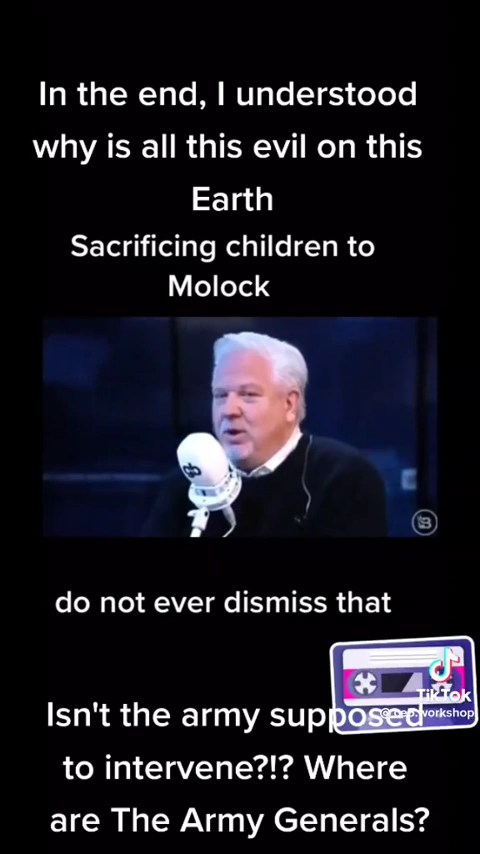 In the end, I understood
why is all this evil on this
Earth
Sacrificing children to
Molock
gb
do not ever dismiss that
TikTok
Isn't the army supposed
to intervene?!? Where
are The Army Generals?